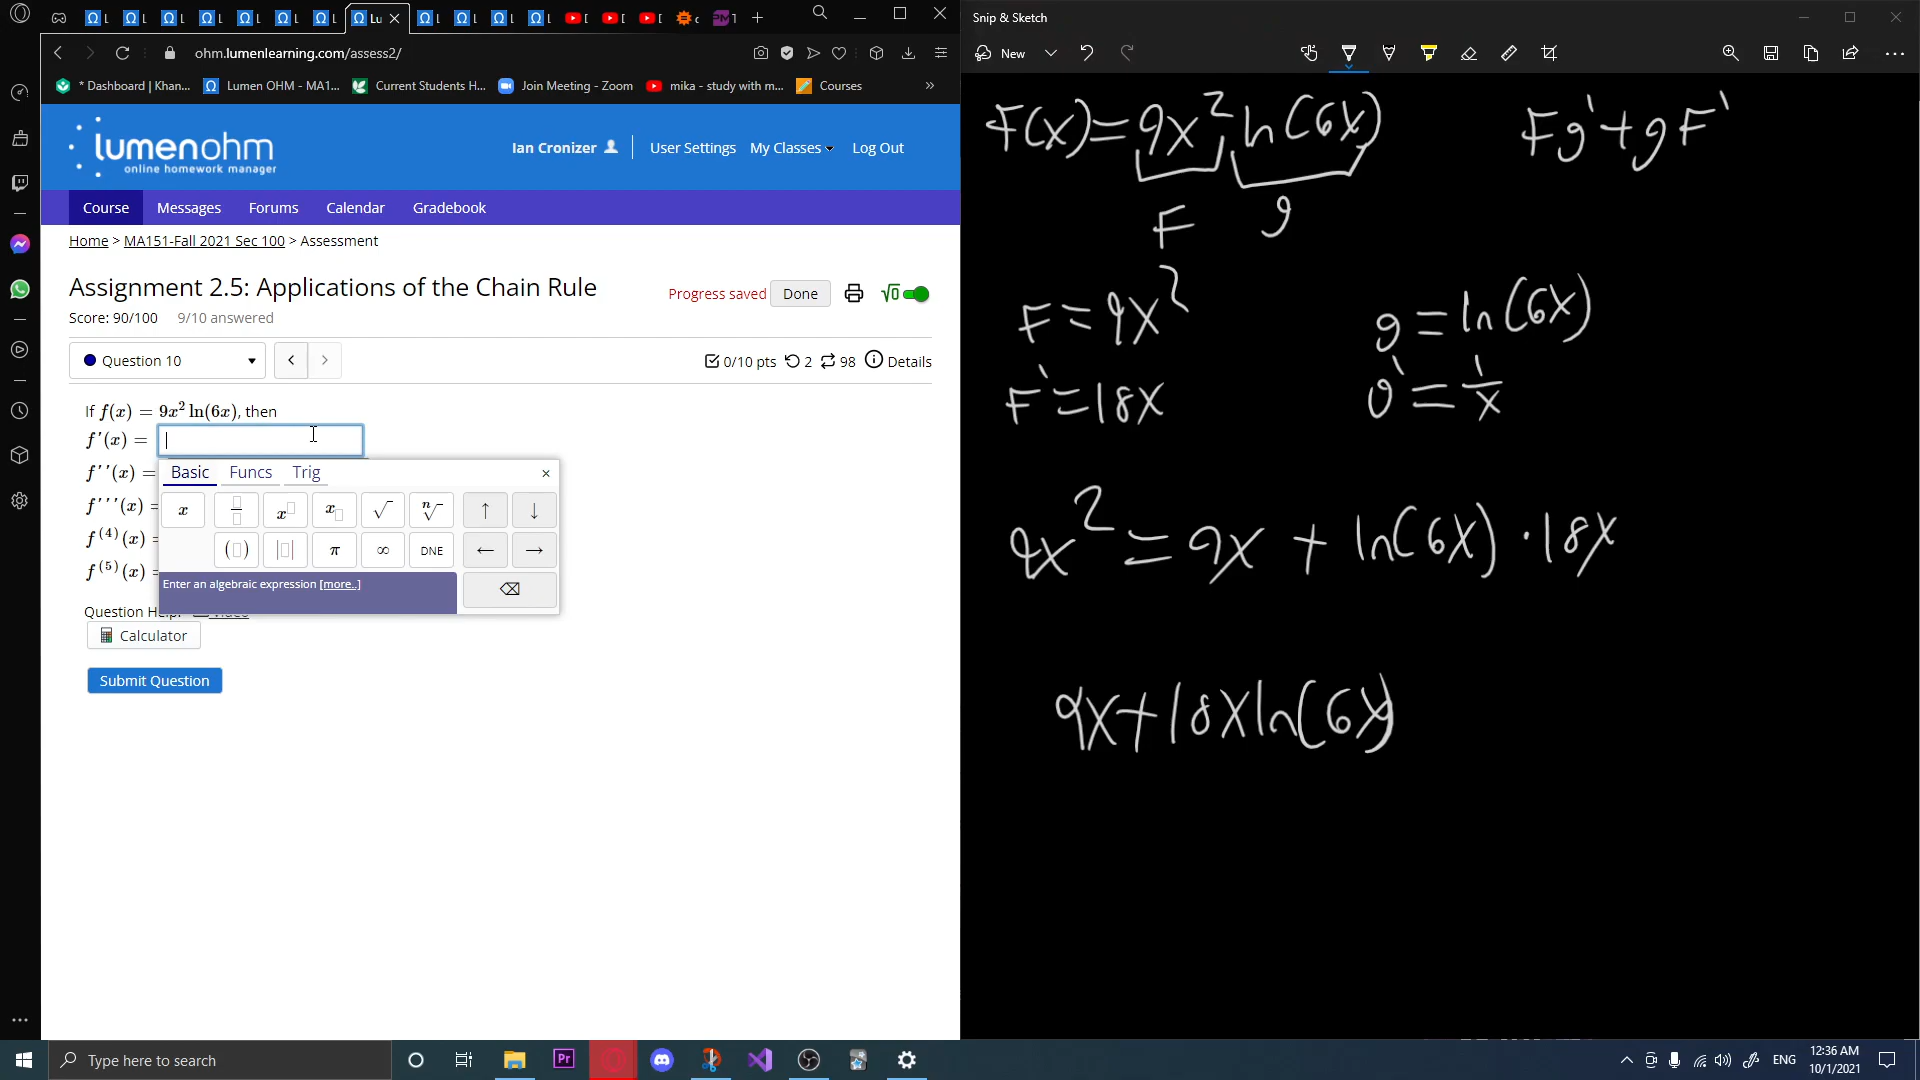 Lu
ohm.lumenlearning.com/assess2/
* Dashboard | Khan...
Lumen OHM - MA1...
Current Students H...
Join Meeting - Zoom
mika - study with m...
Courses
»
lumenohm
online homework manager
Ian Cronizer
User Settings
My Classes
Log Out
Course
Messages
Forums
Calendar
Gradebook
Home > MA151-Fall 2021 Sec 100 > Assessment
Assignment 2.5: Applications of the Chain Rule
Progress saved
Done
√0
Score: 90/100 9/10 answered
Question 10
<
>
0/10 pts 2 98 Details
If f(x) = 9x² ln(6x), then
f'(x) =
f''(x) =
f'''(x) =
f⁽⁴⁾(x) =
f⁽⁵⁾(x) =
Basic Funcs Trig ×
x
π ∞ DNE
Enter an algebraic expression [more..]
Question Help: Video
Calculator
Submit Question
Snip & Sketch
New
F(x)=9x² ln(6x)
Fg'+gF'
F
g
F=9x²
g=ln(6x)
F'=18x
g'=1/x
9x²=9x+ln(6x)·18x
9x+18xln(6x)
Type here to search
Pr
ENG
12:36 AM
10/1/2021